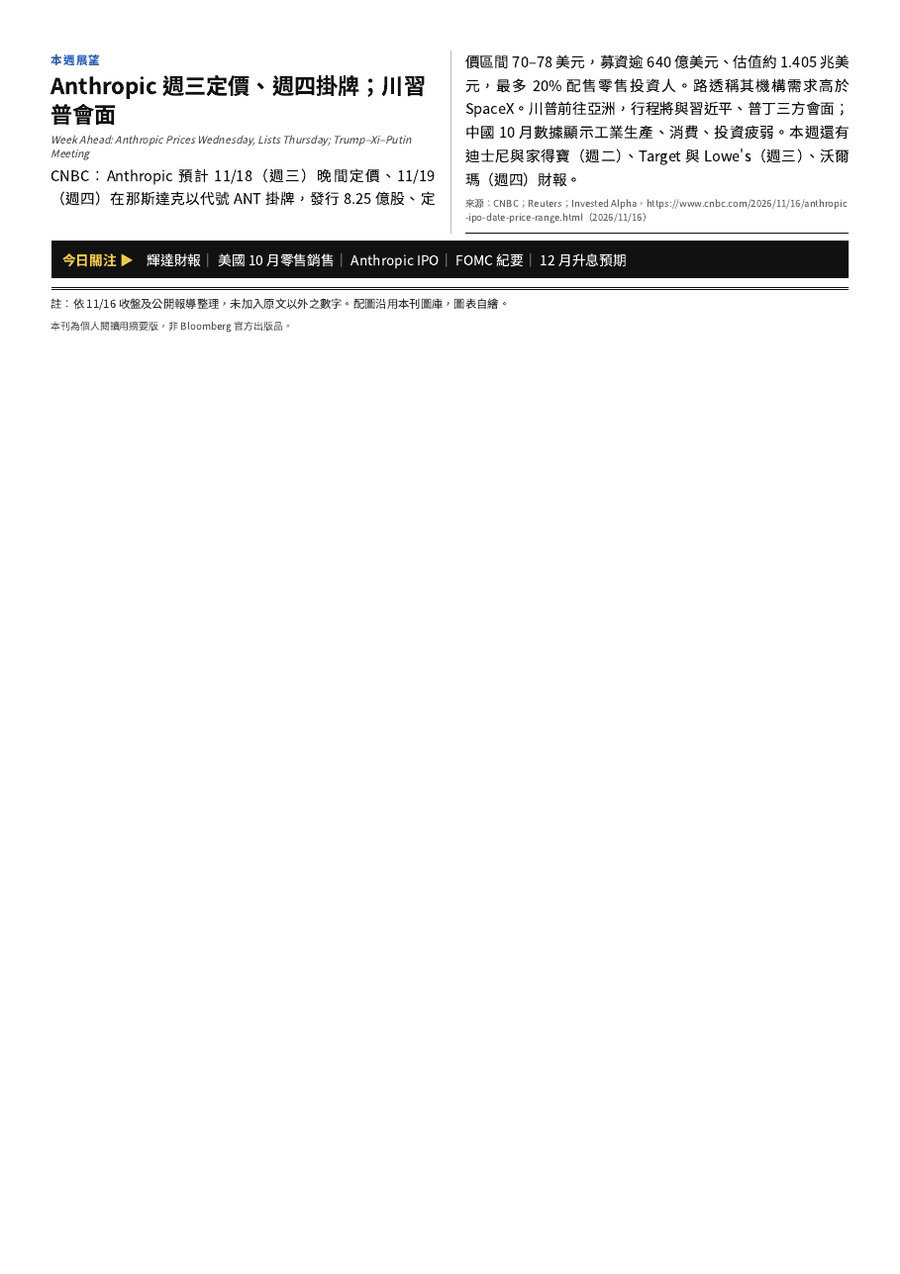 本週展望
Anthropic 週三定價、週四掛牌；川習
普會面
Week Ahead: Anthropic Prices Wednesday, Lists Thursday; Trump–Xi–Putin
Meeting
CNBC：Anthropic 預計 11/18（週三）晚間定價、11/19
（週四）在那斯達克以代號 ANT 掛牌，發行 8.25 億股、定
價區間 70–78 美元，募資逾 640 億美元、估值約 1.405 兆美
元，最多 20% 配售零售投資人。路透稱其機構需求高於
SpaceX。川普前往亞洲，行程將與習近平、普丁三方會面；
中國 10 月數據顯示工業生產、消費、投資疲弱。本週還有
迪士尼與家得寶（週二）、Target 與 Lowe's（週三）、沃爾
瑪（週四）財報。
來源：CNBC；Reuters；Invested Alpha，https://www.cnbc.com/2026/11/16/anthropic
-ipo-date-price-range.html（2026/11/16）
今日關注 ▶ 輝達財報｜美國 10 月零售銷售｜Anthropic IPO｜FOMC 紀要｜12 月升息預期
註：依 11/16 收盤及公開報導整理，未加入原文以外之數字。配圖沿用本刊圖庫，圖表自繪。
本刊為個人閱讀用摘要版，非 Bloomberg 官方出版品。